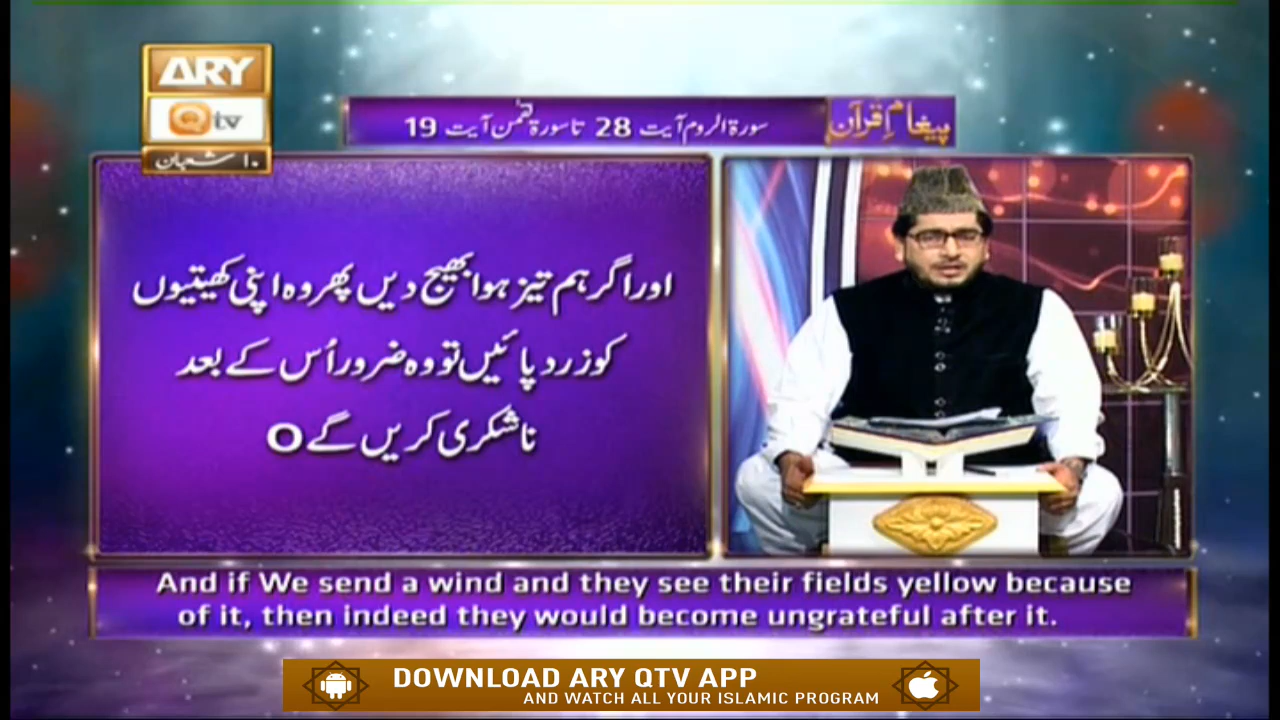 ARY
Qtv
۱۰ شعبان
پیغامِ قرآن
سورۃ الروم آیت 28 تا سورۃ لقمٰن آیت 19
اور اگر ہم تیز ہوا بھیج دیں پھر وہ اپنی کھیتیوں
کو زرد پائیں تو وہ ضرور اُس کے بعد
ناشکری کریں گے O
And if We send a wind and they see their fields yellow because
of it, then indeed they would become ungrateful after it.
DOWNLOAD ARY QTV APP
AND WATCH ALL YOUR ISLAMIC PROGRAM